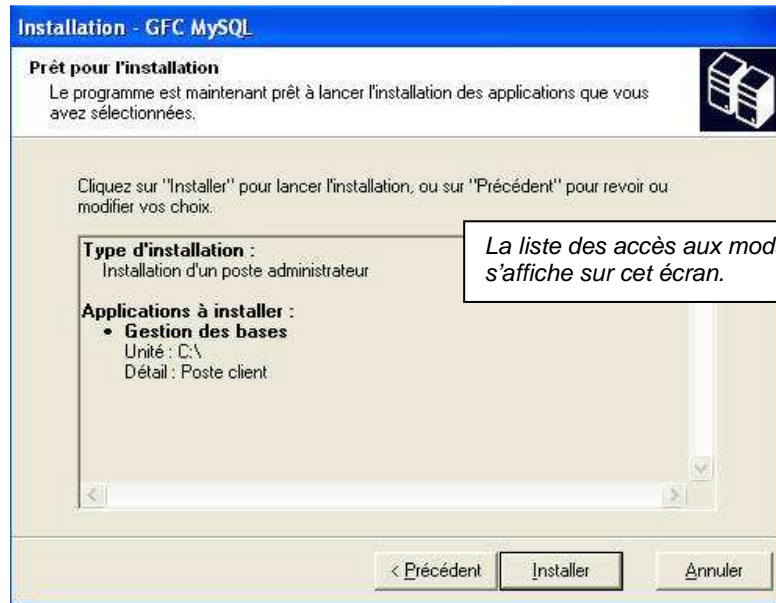 Installation - GFC MySQL
Prêt pour l'installation
Le programme est maintenant prêt à lancer l'installation des applications que vous
avez sélectionnées.
Cliquez sur "Installer" pour lancer l'installation, ou sur "Précédent" pour revoir ou
modifier vos choix.
Type d'installation :
Installation d'un poste administrateur
La liste des accès aux
s'affiche sur cet écran.
Applications à installer :
• Gestion des bases
Unité : C:\
Détail : Poste client
< Précédent
Installer
Annuler